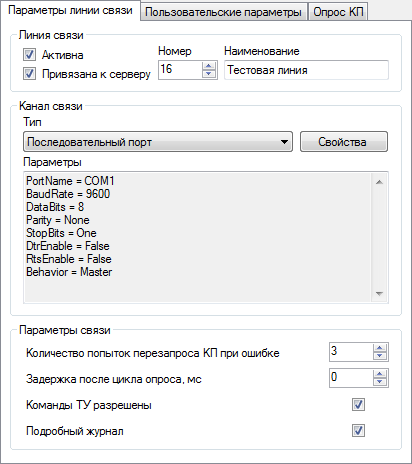 Параметры линии связи
Пользовательские параметры
Опрос КП
Линия связи
Активна
Номер
Наименование
Привязана к серверу
16
Тестовая линия
Канал связи
Тип
Последовательный порт
Свойства
Параметры
PortName = COM1
BaudRate = 9600
DataBits = 8
Parity = None
StopBits = One
DtrEnable = False
RtsEnable = False
Behavior = Master
Параметры связи
Количество попыток перезапроса КП при ошибке
3
Задержка после цикла опроса, мс
0
Команды ТУ разрешены
Подробный журнал